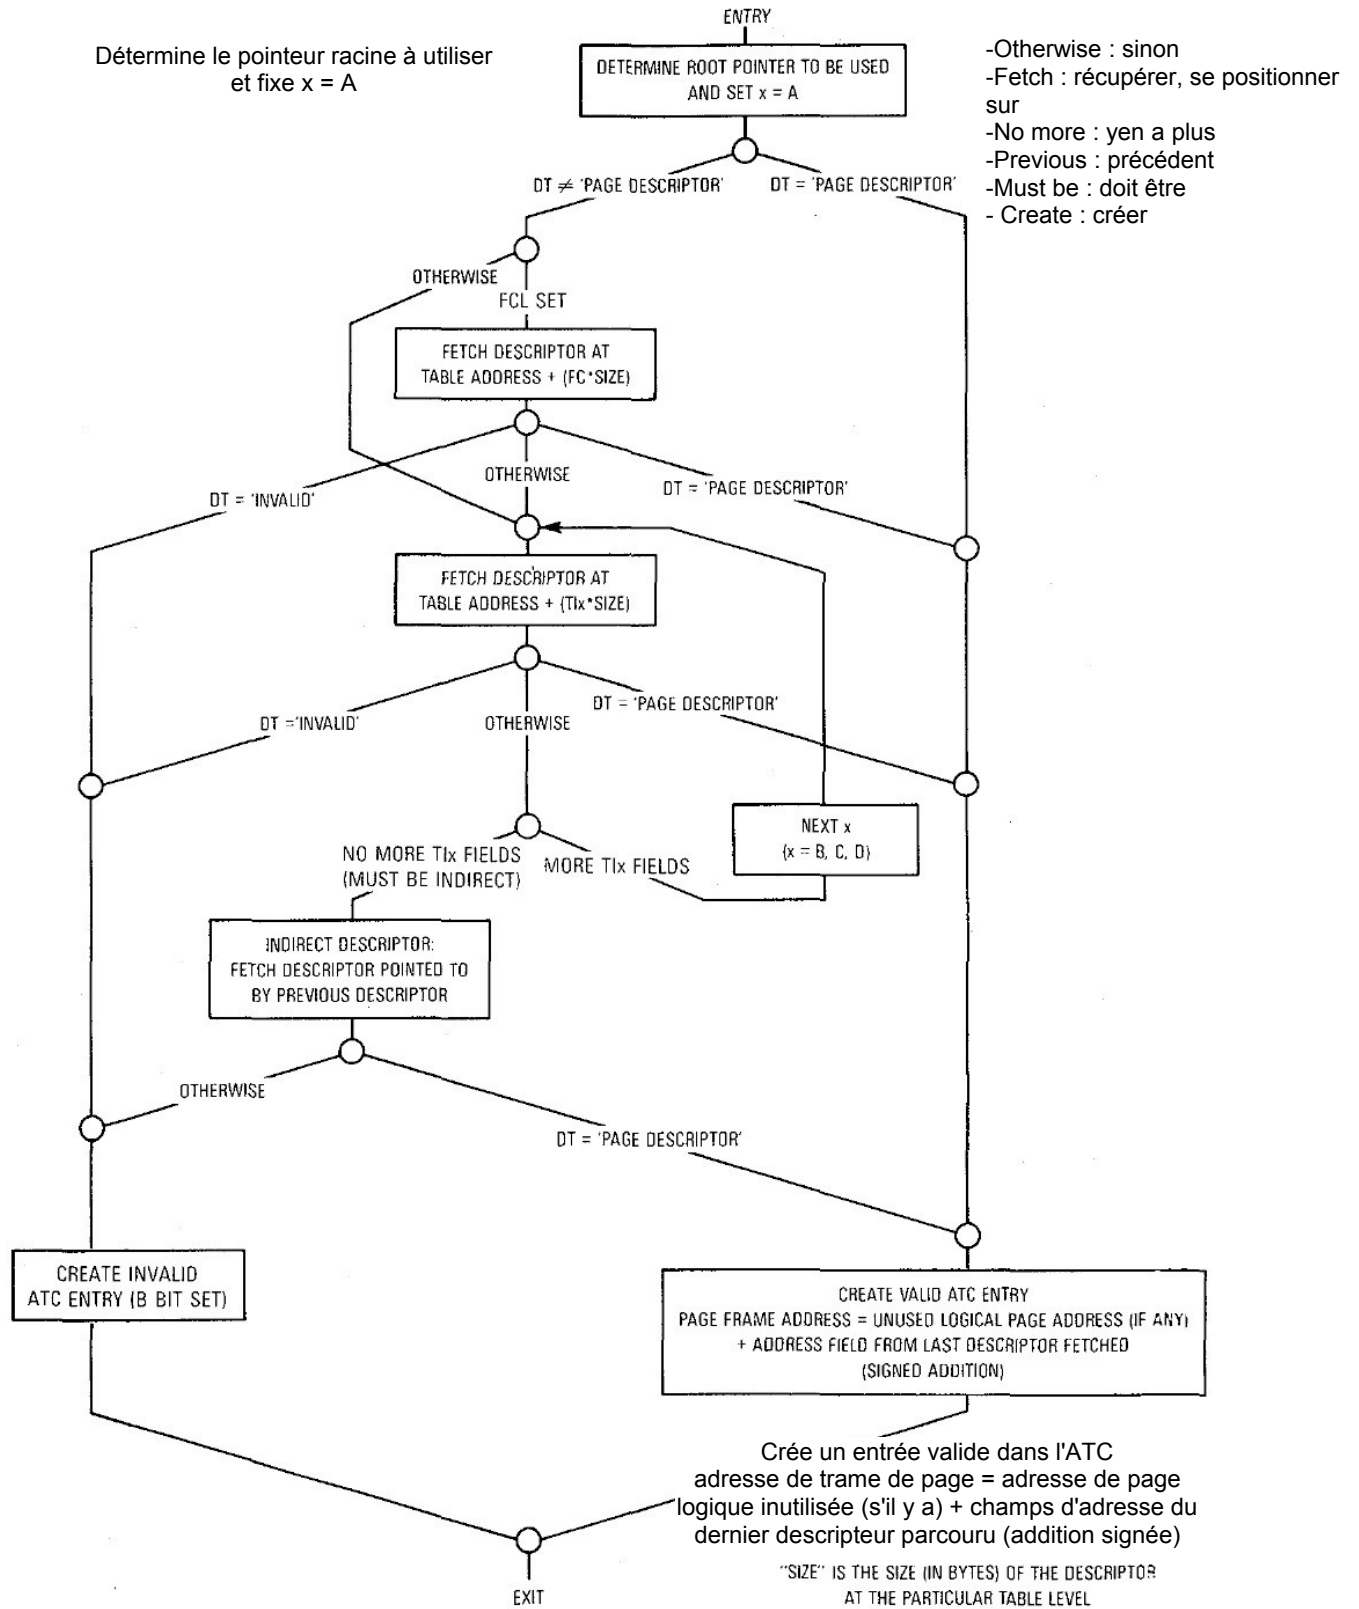 ENTRY
Détermine le pointeur racine à utiliser
et fixe x = A
DETERMINE ROOT POINTER TO BE USED
AND SET x = A
-Otherwise : sinon
-Fetch : récupérer, se positionner
sur
-No more : yen a plus
-Previous : précédent
-Must be : doit être
- Create : créer
DT ≠ 'PAGE DESCRIPTOR'
DT = 'PAGE DESCRIPTOR'
OTHERWISE
FCL SET
FETCH DESCRIPTOR AT
TABLE ADDRESS + (FC*SIZE)
OTHERWISE
DT = 'INVALID'
DT = 'PAGE DESCRIPTOR'
FETCH DESCRIPTOR AT
TABLE ADDRESS + (TIx*SIZE)
DT ='INVALID'
OTHERWISE
DT = 'PAGE DESCRIPTOR'
NEXT x
(x = B, C, D)
NO MORE TIx FIELDS
(MUST BE INDIRECT)
MORE TIx FIELDS
INDIRECT DESCRIPTOR:
FETCH DESCRIPTOR POINTED TO
BY PREVIOUS DESCRIPTOR
OTHERWISE
DT = 'PAGE DESCRIPTOR'
CREATE INVALID
ATC ENTRY (B BIT SET)
CREATE VALID ATC ENTRY
PAGE FRAME ADDRESS = UNUSED LOGICAL PAGE ADDRESS (IF ANY)
+ ADDRESS FIELD FROM LAST DESCRIPTOR FETCHED
(SIGNED ADDITION)
Crée un entrée valide dans l'ATC
adresse de trame de page = adresse de page
logique inutilisée (s'il y a) + champs d'adresse du
dernier descripteur parcouru (addition signée)
EXIT
"SIZE" IS THE SIZE (IN BYTES) OF THE DESCRIPTOR
AT THE PARTICULAR TABLE LEVEL